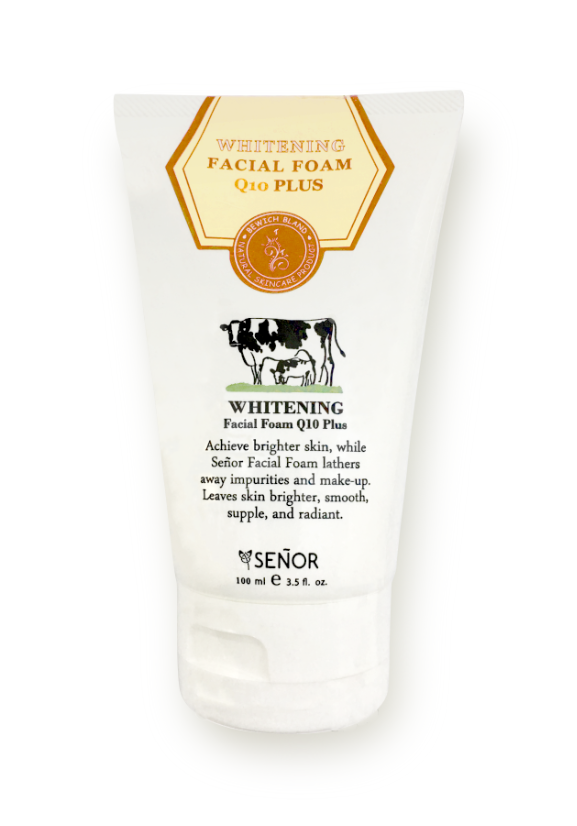 WHITENING
FACIAL FOAM
Q10 PLUS
BEWICH BLAND
NATURAL SKINCARE PRODUCT
WHITENING
Facial Foam Q10 Plus
Achieve brighter skin, while
Señor Facial Foam lathers
away impurities and make-up.
Leaves skin brighter, smooth,
supple, and radiant.
SEÑOR
100 ml e 3.5 fl. oz.